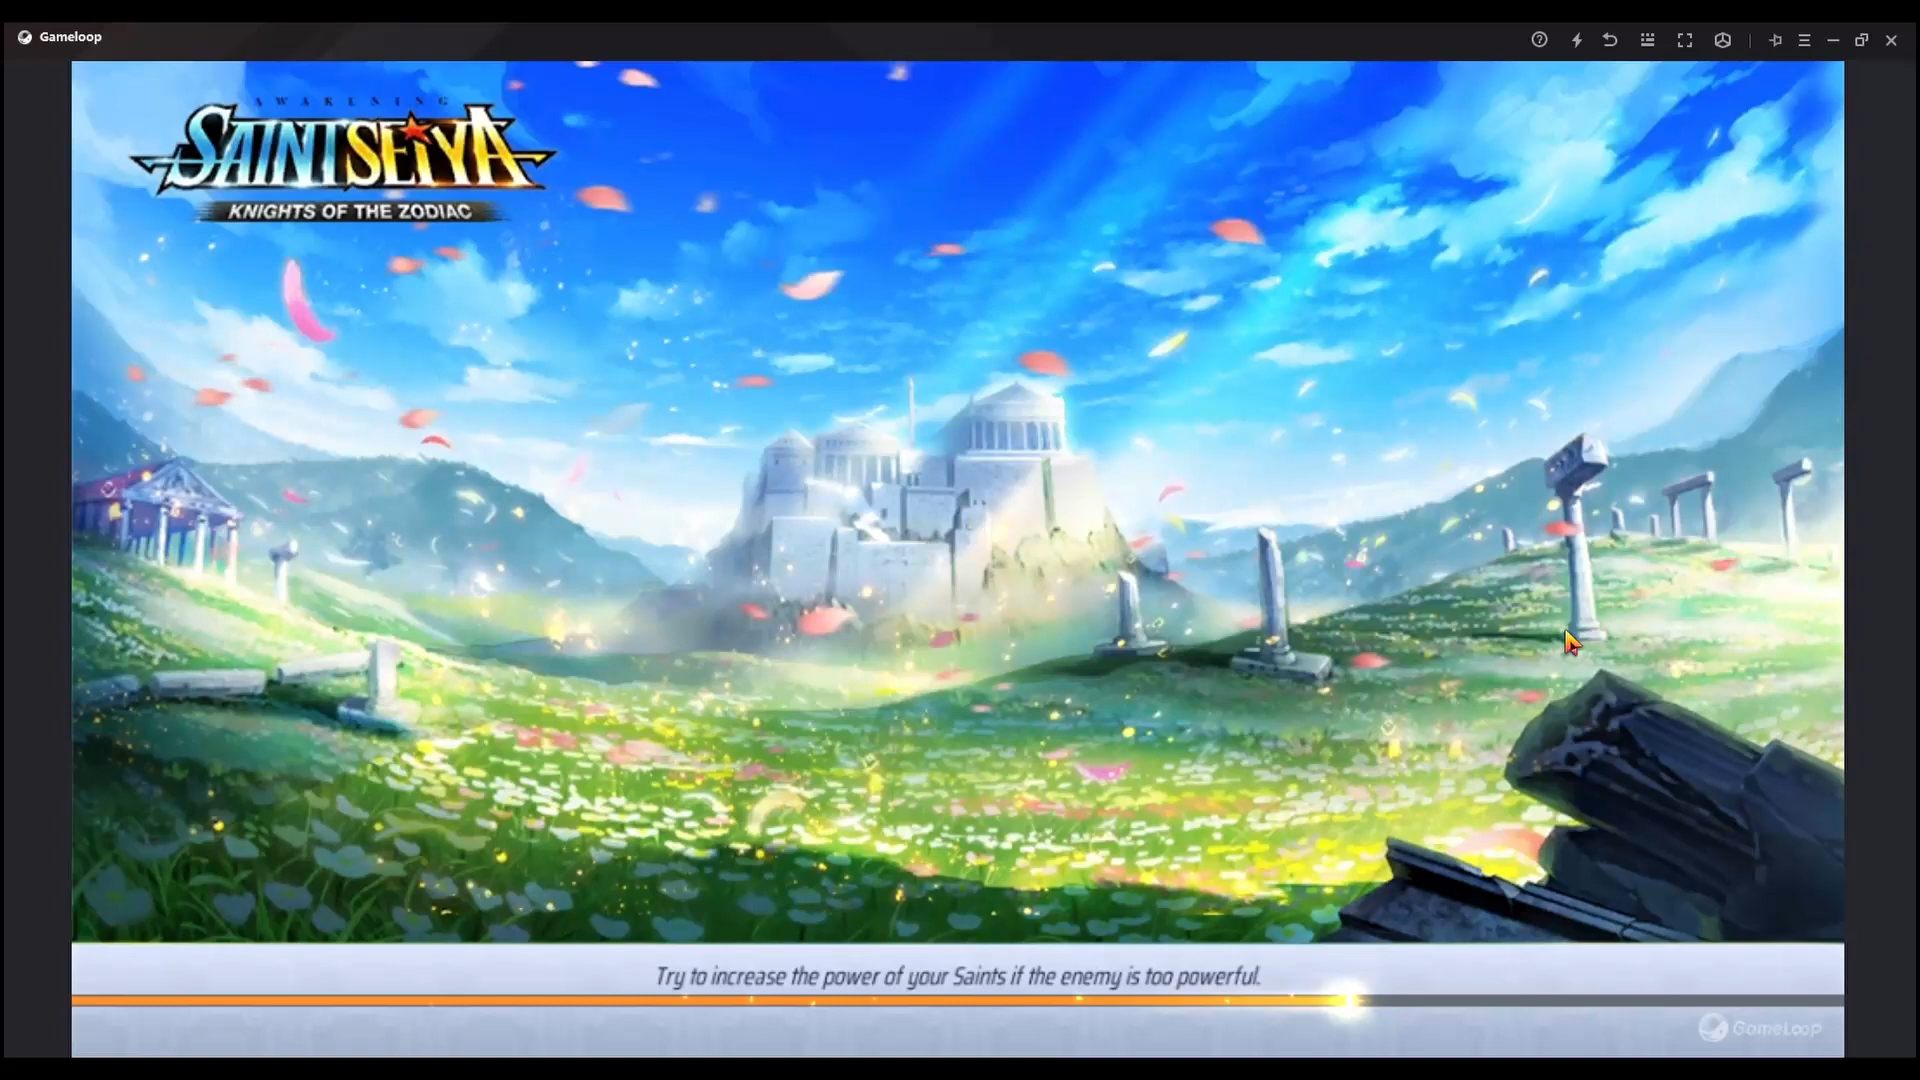 Gameloop
AWAKENING
SAINT SEIYA
KNIGHTS OF THE ZODIAC
Try to increase the power of your Saints if the enemy is too powerful.
GameLoop